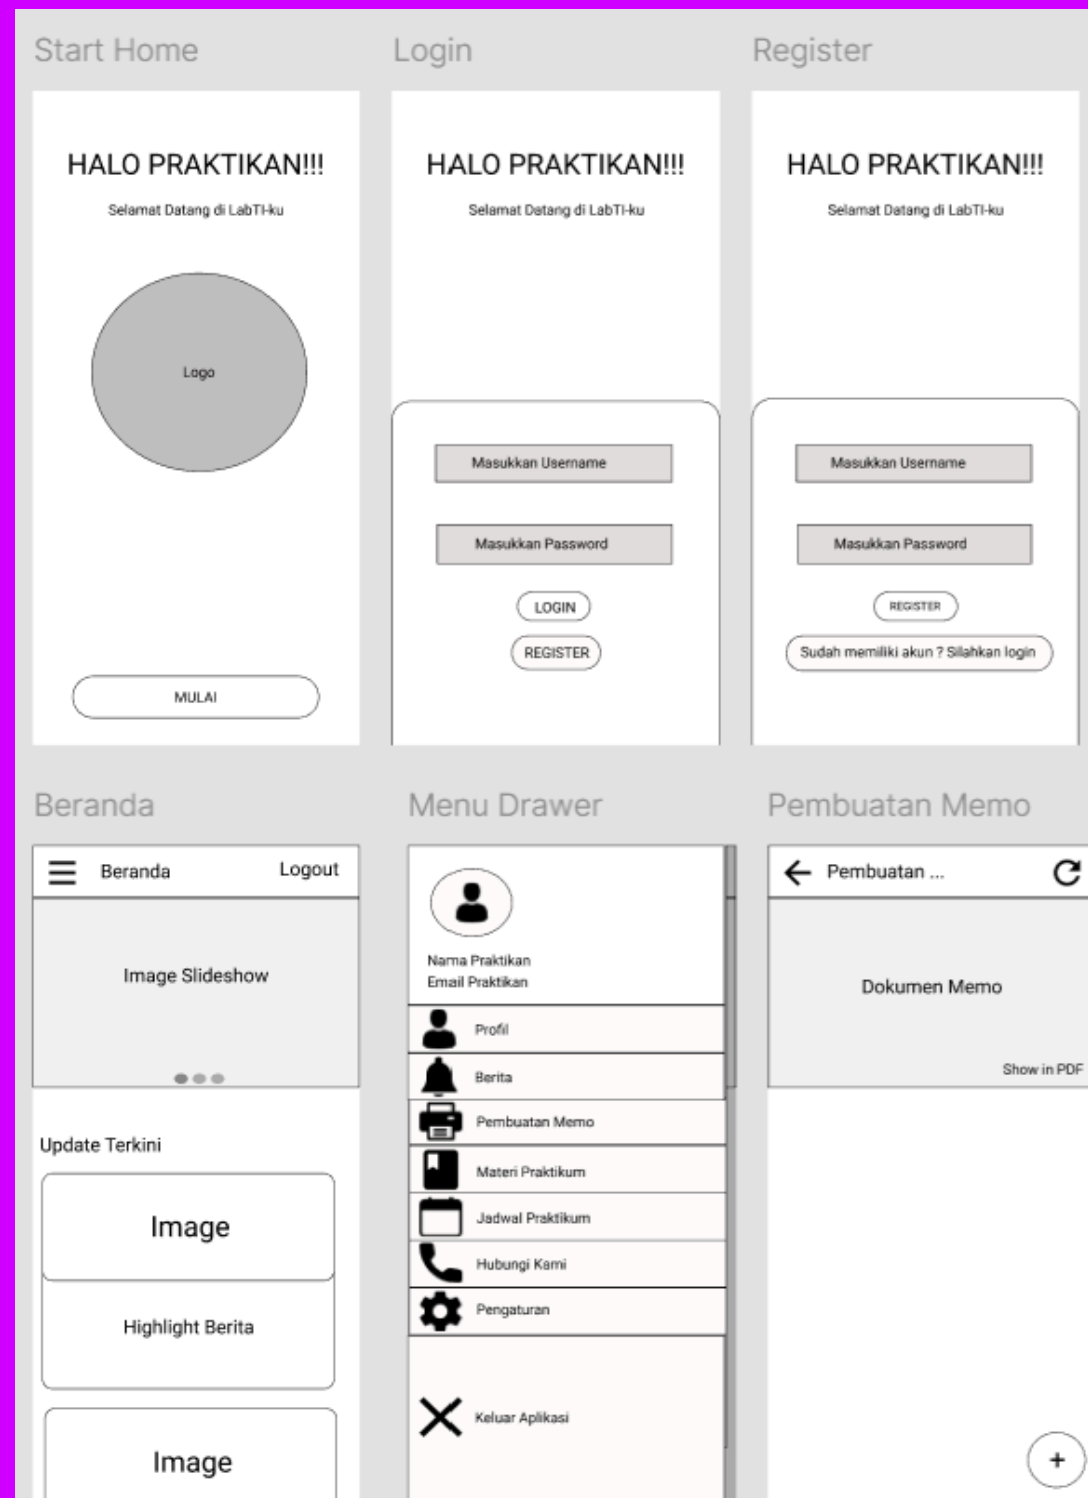 Start Home
HALO PRAKTIKAN!!!
Selamat Datang di LabTI-ku
Logo
MULAI
Login
HALO PRAKTIKAN!!!
Selamat Datang di LabTI-ku
Masukkan Username
Masukkan Password
LOGIN
REGISTER
Register
HALO PRAKTIKAN!!!
Selamat Datang di LabTI-ku
Masukkan Username
Masukkan Password
REGISTER
Sudah memiliki akun ? Silahkan login
Beranda
Beranda
Logout
Image Slideshow
Update Terkini
Image
Highlight Berita
Image
Menu Drawer
Nama Praktikan
Email Praktikan
Profil
Berita
Pembuatan Memo
Materi Praktikum
Jadwal Praktikum
Hubungi Kami
Pengaturan
Keluar Aplikasi
Pembuatan Memo
Pembuatan ...
Dokumen Memo
Show in PDF
+